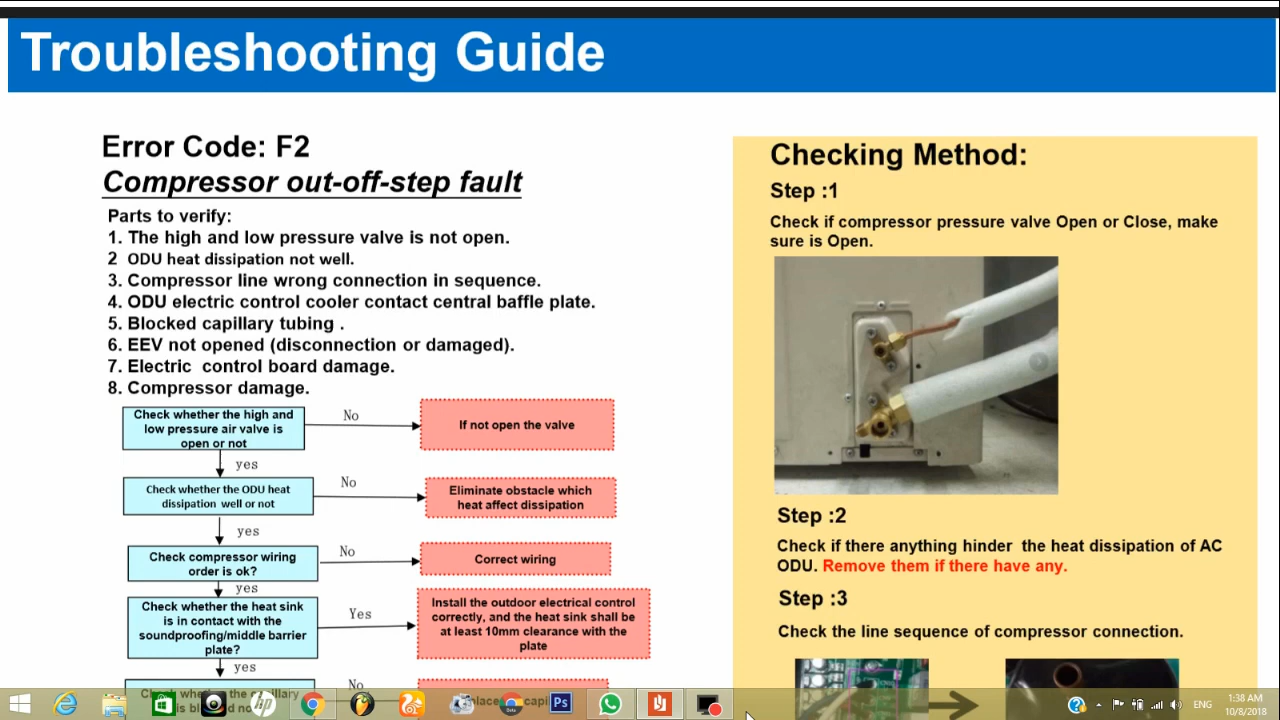 Troubleshooting Guide
Error Code: F2
Compressor out-off-step fault
Parts to verify:
1. The high and low pressure valve is not open.
2 ODU heat dissipation not well.
3. Compressor line wrong connection in sequence.
4. ODU electric control cooler contact central baffle plate.
5. Blocked capillary tubing .
6. EEV not opened (disconnection or damaged).
7. Electric control board damage.
8. Compressor damage.
Check whether the high and
low pressure air valve is
open or not
No
If not open the valve
yes
Check whether the ODU heat
dissipation well or not
No
Eliminate obstacle which
heat affect dissipation
yes
Check compressor wiring
order is ok?
No
Correct wiring
yes
Check whether the heat sink
is in contact with the
soundproofing/middle barrier
plate?
Yes
Install the outdoor electrical control
correctly, and the heat sink shall be
at least 10mm clearance with the
plate
yes
No
Checking Method:
Step :1
Check if compressor pressure valve Open or Close, make
sure is Open.
Step :2
Check if there anything hinder the heat dissipation of AC
ODU. Remove them if there have any.
Step :3
Check the line sequence of compressor connection.
hp
Ps
ENG
1:38 AM
10/8/2018